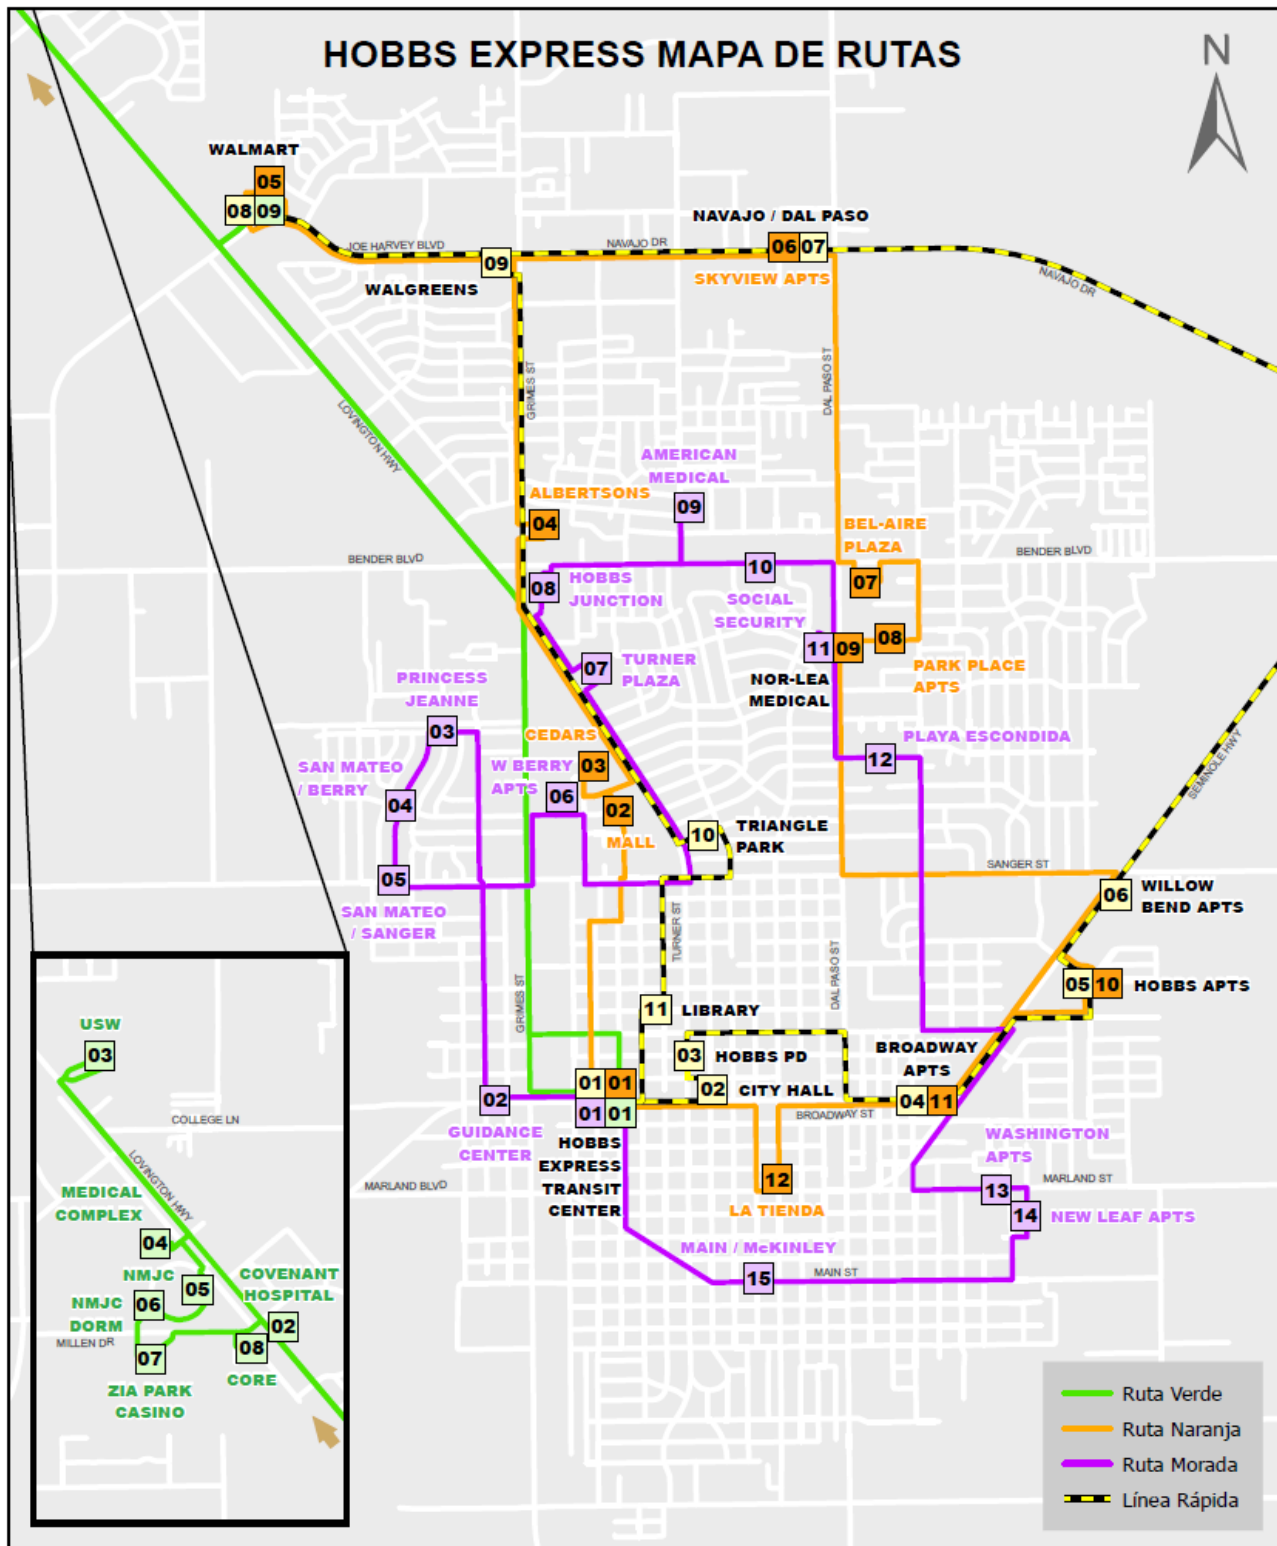 HOBBS EXPRESS MAPA DE RUTAS
N
WALMART
05
08 09
JOE HARVEY BLVD
09
WALGREENS
NAVAJO DR
NAVAJO / DAL PASO
06 07
SKYVIEW APTS
NAVAJO DR
GRIMES ST
DAL PASO ST
LOVINGTON HWY
AMERICAN
MEDICAL
09
ALBERTSONS
04
BEL-AIRE
PLAZA
07
BENDER BLVD
BENDER BLVD
08
HOBBS
JUNCTION
10
SOCIAL
SECURITY
11 09
08
NOR-LEA
MEDICAL
PARK PLACE
APTS
07
TURNER
PLAZA
PRINCESS
JEANNE
03
CEDARS
03
PLAYA ESCONDIDA
12
SAN MATEO
/ BERRY
04
W BERRY
APTS
06
02
MALL
10
TRIANGLE
PARK
SEMINOLE HWY
SANGER ST
05
SAN MATEO
/ SANGER
06
WILLOW
BEND APTS
TURNER ST
DAL PASO ST
GRIMES ST
05 10
HOBBS APTS
11
LIBRARY
03
HOBBS PD
02
CITY HALL
BROADWAY
APTS
04 11
BROADWAY ST
01 01
01 01
HOBBS
EXPRESS
TRANSIT
CENTER
02
GUIDANCE
CENTER
MARLAND BLVD
12
LA TIENDA
WASHINGTON
APTS
MARLAND ST
13
14
NEW LEAF APTS
MAIN / McKINLEY
15
MAIN ST
USW
03
COLLEGE LN
LOVINGTON HWY
MEDICAL
COMPLEX
04
NMJC
05
NMJC
DORM
06
COVENANT
HOSPITAL
02
MILLEN DR
07
08
ZIA PARK
CASINO
CORE
Ruta Verde
Ruta Naranja
Ruta Morada
Línea Rápida